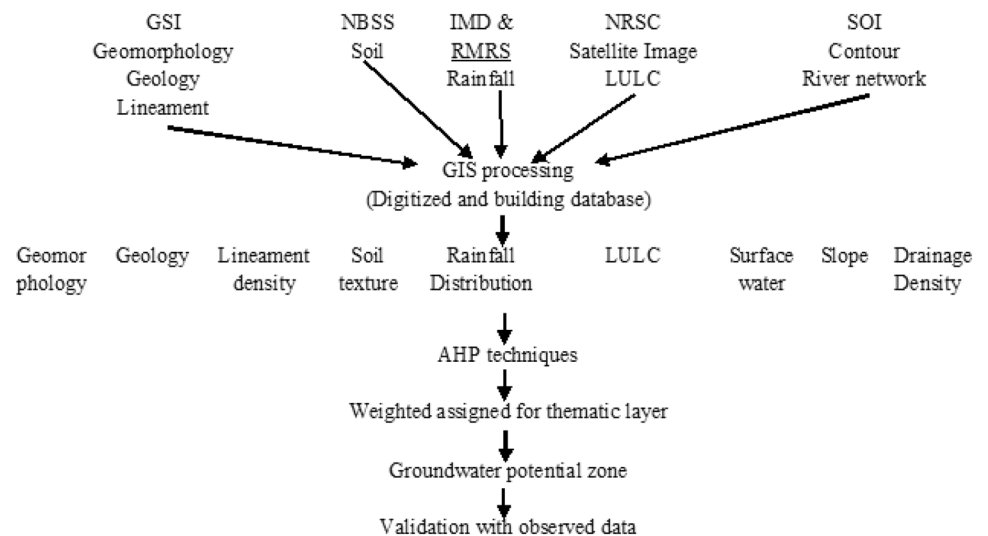 GSI NBSS IMD & NRSC SOI
Geomorphology Soil RMRS Satellite Image Contour
Geology Rainfall LULC River network
Lineament
GIS processing
(Digitized and building database)
Geomor Geology Lineament Soil Rainfall LULC Surface Slope Drainage
phology density texture Distribution water Density
AHP techniques
Weighted assigned for thematic layer
Groundwater potential zone
Validation with observed data